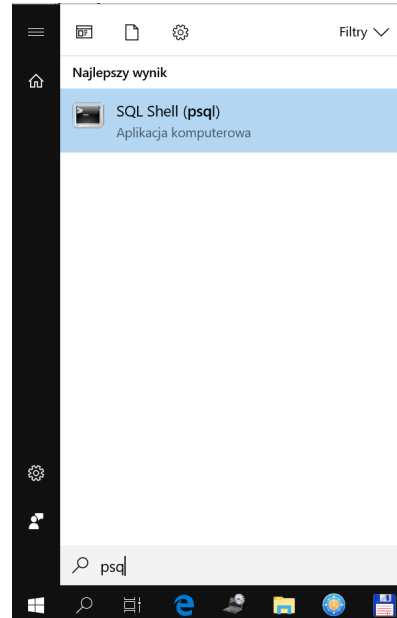 Filtry
Najlepszy wynik
SQL Shell (psql)
Aplikacja komputerowa
psq